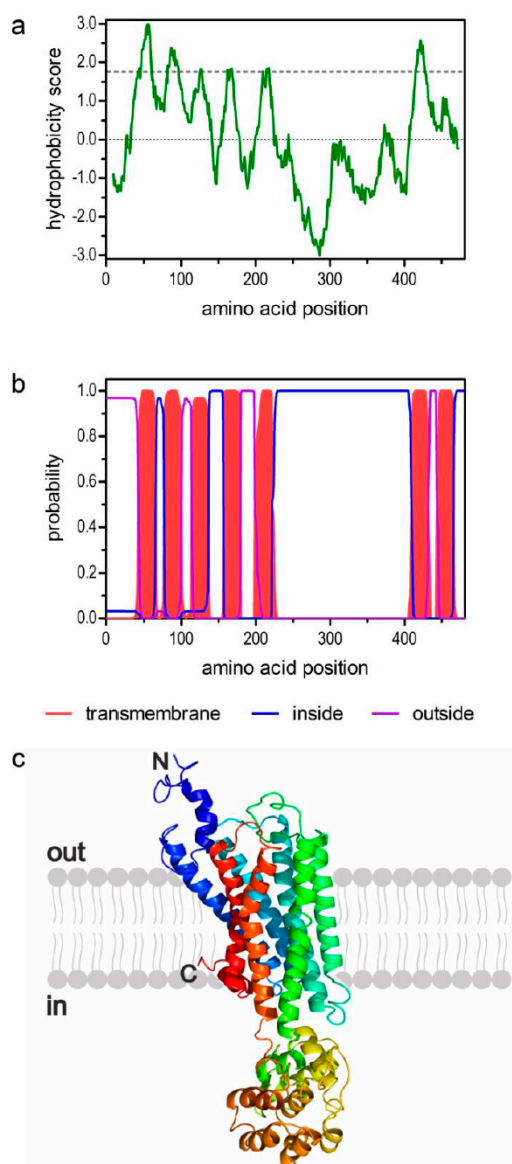 a
3.0
2.0
1.0
0.0
-1.0
-2.0
-3.0
hydrophobicity score
0 100 200 300 400
amino acid position
b
1.0
0.8
0.6
0.4
0.2
0.0
probability
0 100 200 300 400
amino acid position
transmembrane inside outside
c
N
out
C
in